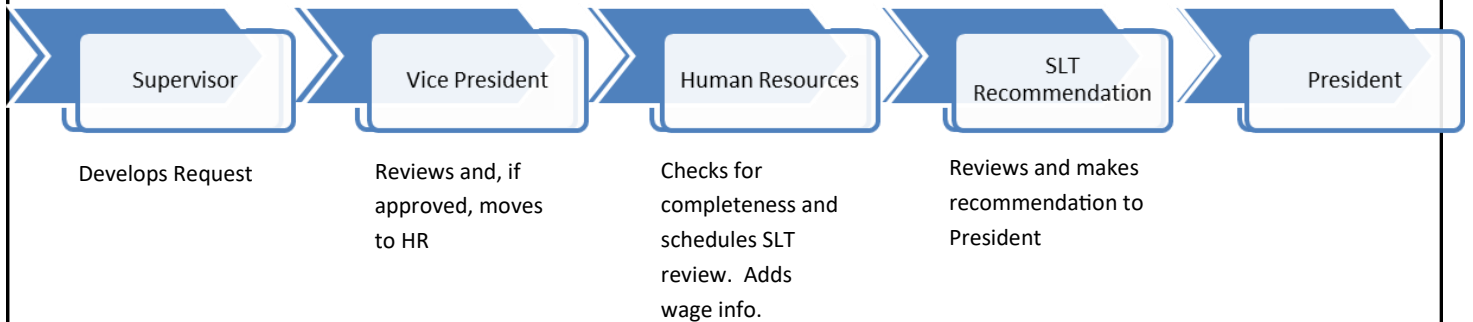 Supervisor
Vice President
Human Resources
SLT
Recommendation
President
Develops Request
Reviews and, if
approved, moves
to HR
Checks for
completeness and
schedules SLT
review.  Adds
wage info.
Reviews and makes
recommendation to
President